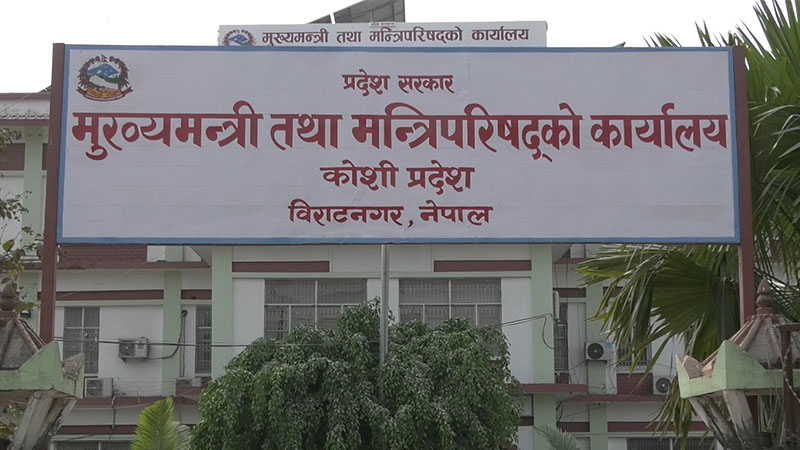 मुख्यमन्त्री तथा मन्त्रिपरिषद्को कार्यालय
प्रदेश सरकार
मुख्यमन्त्री तथा मन्त्रिपरिषद्को कार्यालय
कोशी प्रदेश
विराटनगर, नेपाल